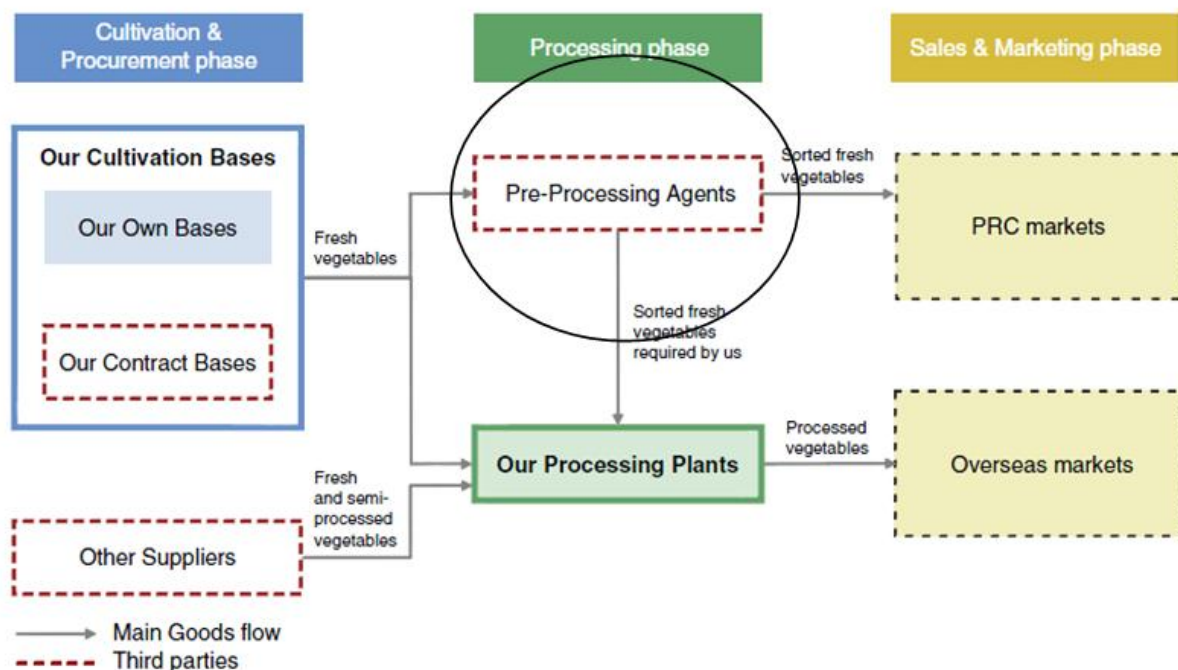 Cultivation &
Procurement phase
Processing phase
Sales & Marketing phase
Our Cultivation Bases
Our Own Bases
Our Contract Bases
Fresh
vegetables
Pre-Processing Agents
Sorted fresh
vegetables
PRC markets
Sorted fresh
vegetables
required by us
Our Processing Plants
Processed
vegetables
Overseas markets
Fresh
and semi-
processed
vegetables
Other Suppliers
Main Goods flow
Third parties